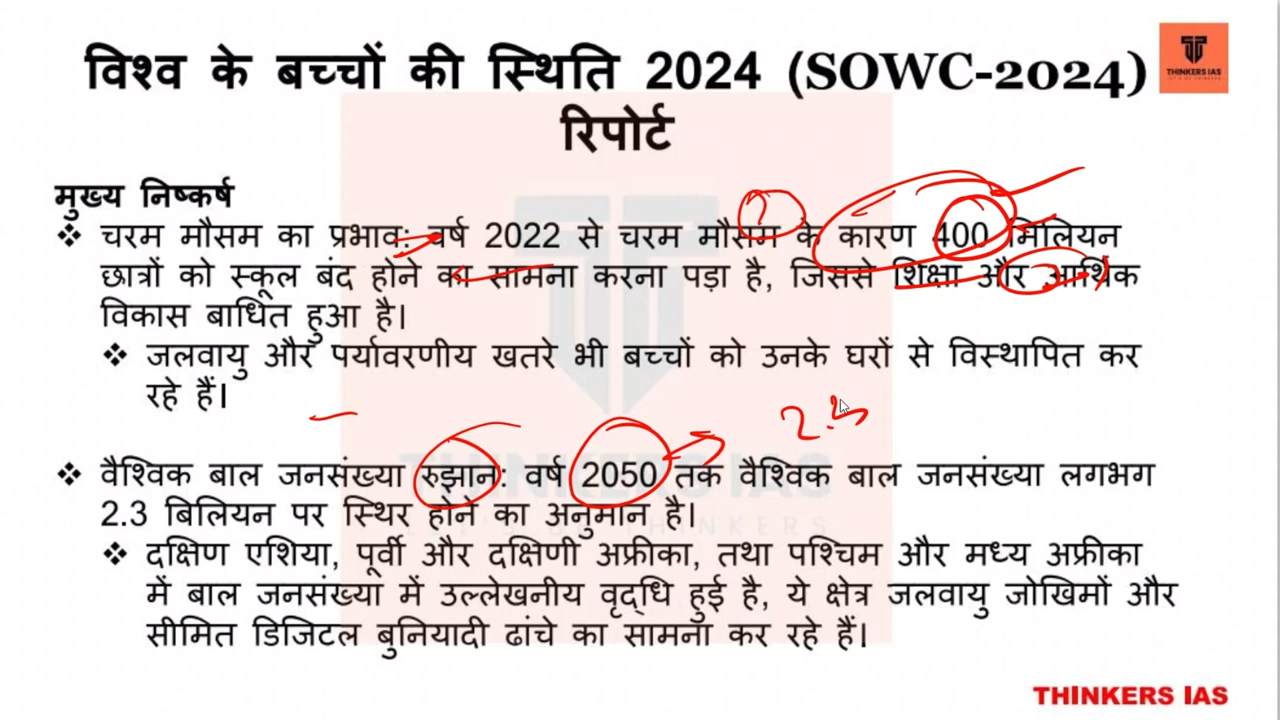 विश्व के बच्चों की स्थिति 2024 (SOWC-2024)
रिपोर्ट
THINKERS IAS
मुख्य निष्कर्ष
❖ चरम मौसम का प्रभाव: वर्ष 2022 से चरम मौसम के कारण 400 मिलियन
छात्रों को स्कूल बंद होने का सामना करना पड़ा है, जिससे शिक्षा और आर्थिक
विकास बाधित हुआ है।
❖ जलवायु और पर्यावरणीय खतरे भी बच्चों को उनके घरों से विस्थापित कर
रहे हैं।
❖ वैश्विक बाल जनसंख्या रुझान: वर्ष 2050 तक वैश्विक बाल जनसंख्या लगभग
2.3 बिलियन पर स्थिर होने का अनुमान है।
❖ दक्षिण एशिया, पूर्वी और दक्षिणी अफ्रीका, तथा पश्चिम और मध्य अफ्रीका
में बाल जनसंख्या में उल्लेखनीय वृद्धि हुई है, ये क्षेत्र जलवायु जोखिमों और
सीमित डिजिटल बुनियादी ढांचे का सामना कर रहे हैं।
THINKERS IAS
THINKERS IAS